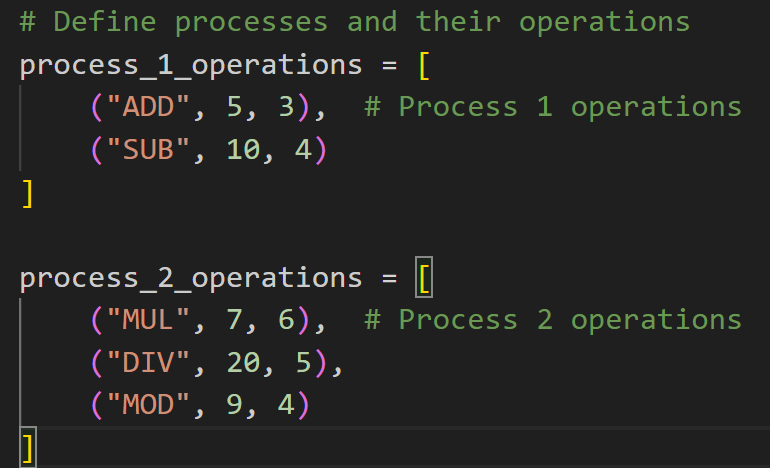 # Define processes and their operations
process_1_operations = [
    ("ADD", 5, 3),  # Process 1 operations
    ("SUB", 10, 4)
]

process_2_operations = [
    ("MUL", 7, 6),  # Process 2 operations
    ("DIV", 20, 5),
    ("MOD", 9, 4)
]